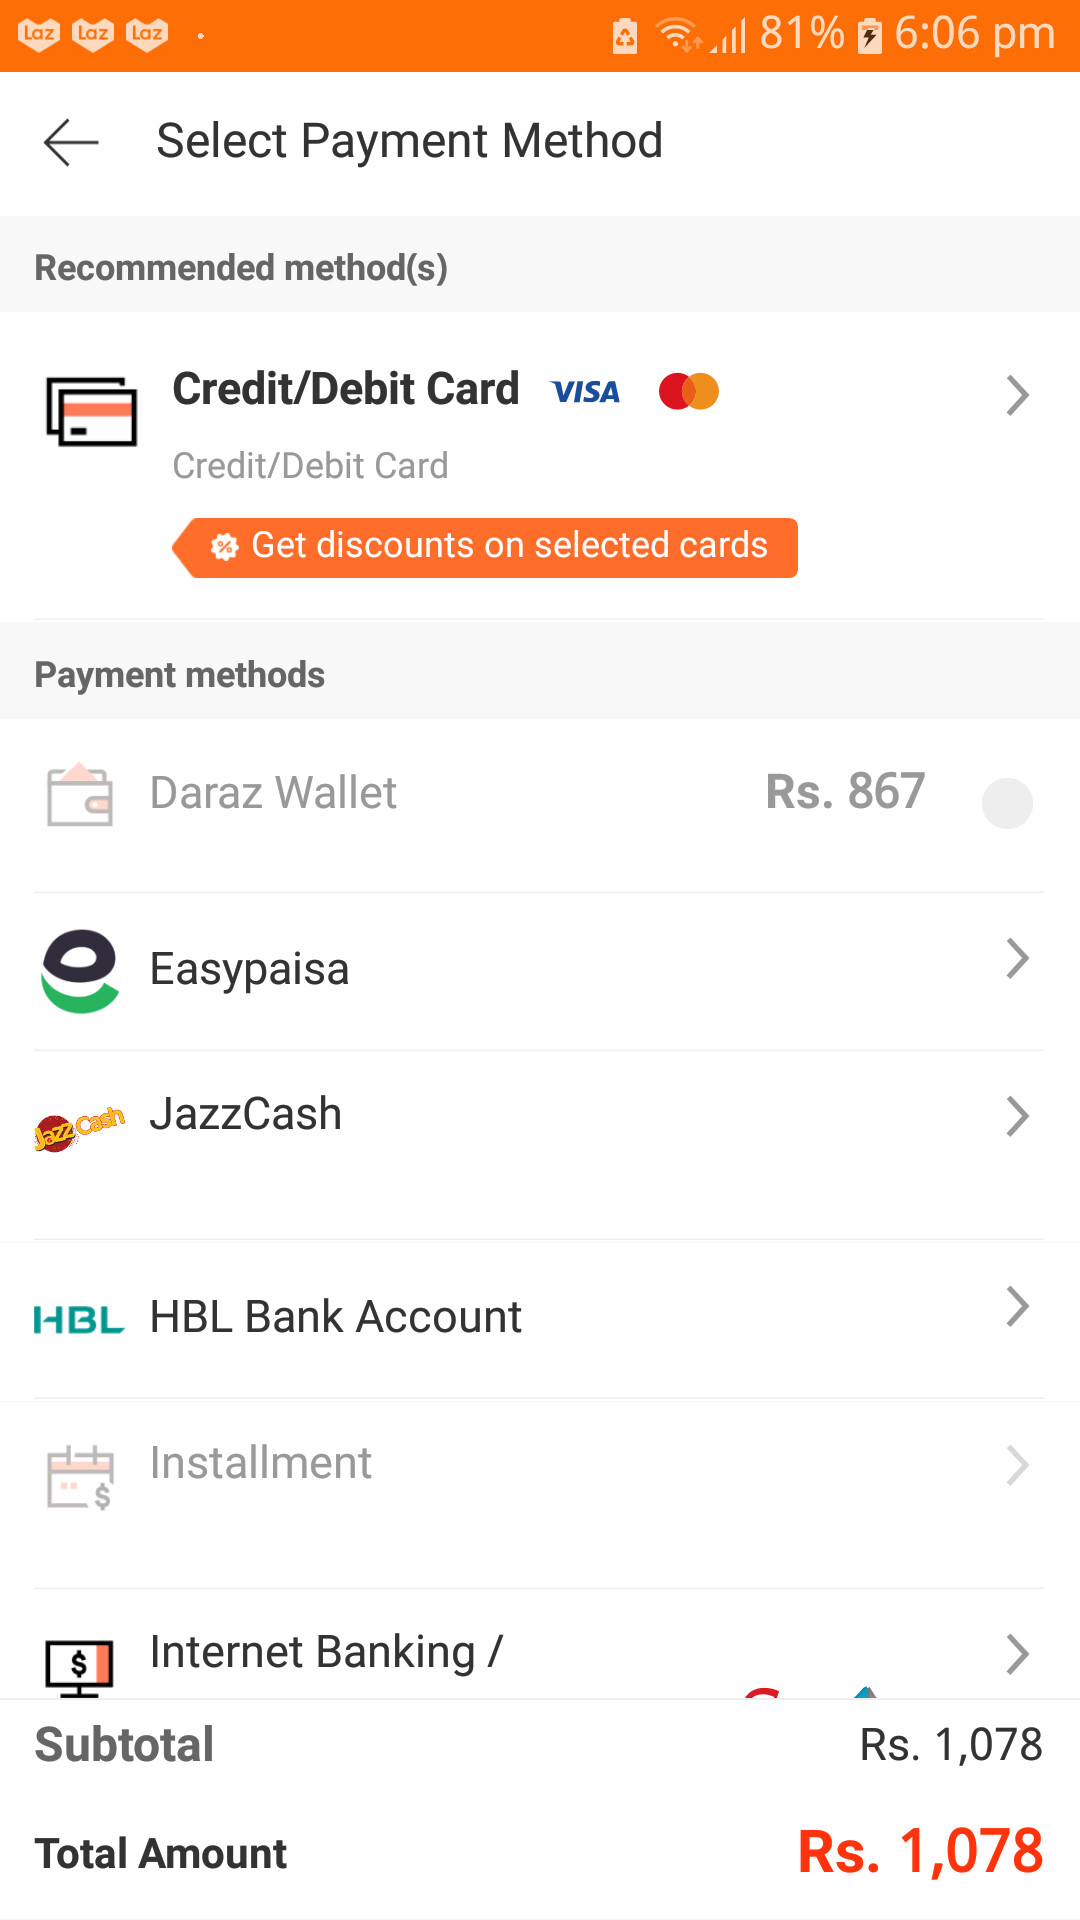 Laz Laz Laz 81% 6:06 pm
Select Payment Method
Recommended method(s)
Credit/Debit Card VISA
Credit/Debit Card
Get discounts on selected cards
Payment methods
Daraz Wallet Rs. 867
Easypaisa
JazzCash JazzCash
HBL HBL Bank Account
Installment
Internet Banking /
Subtotal Rs. 1,078
Total Amount Rs. 1,078